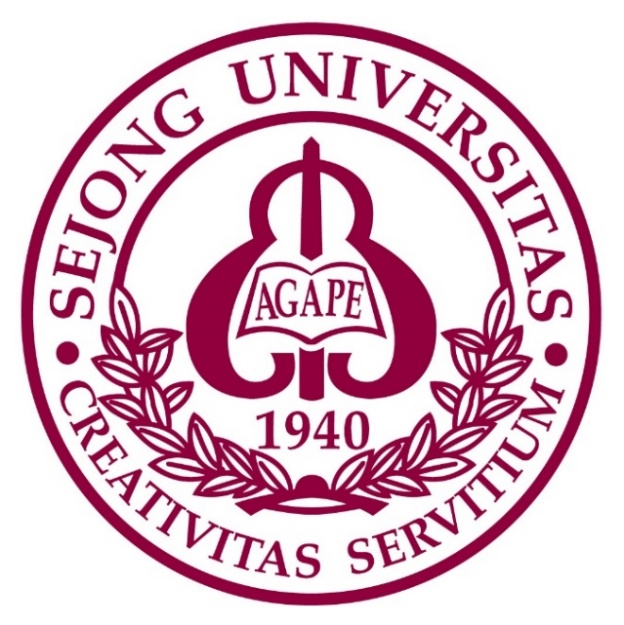 SEJONG UNIVERSITAS
AGAPE
1940
CREATIVITAS SERVITIUM